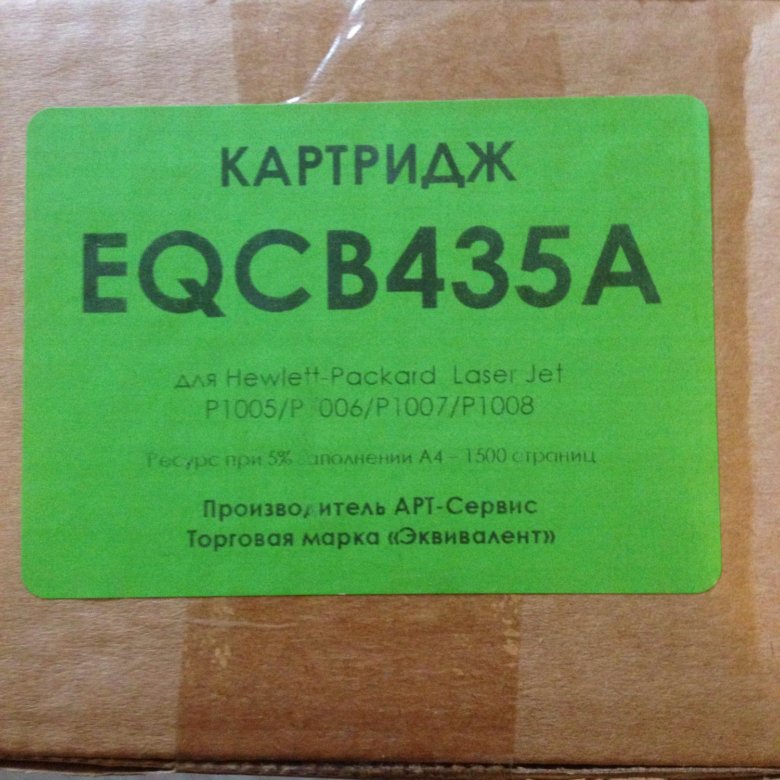 КАРТРИДЖ
EQCB435A
для Hewlett-Packard Laser Jet
P1005/P1006/P1007/P1008
Ресурс при 5% заполнении А4 – 1500 страниц
Производитель АРТ-Сервис
Торговая марка «Эквивалент»